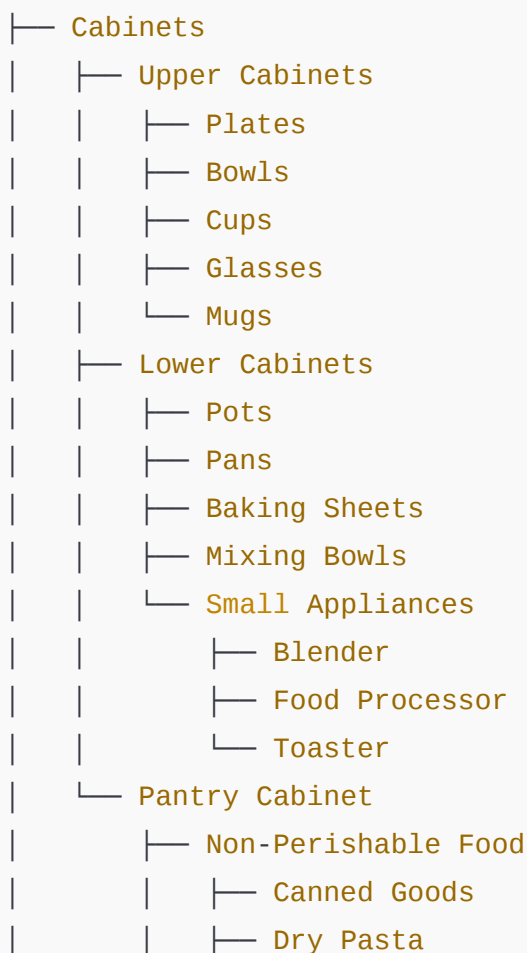 ├── Cabinets
│   ├── Upper Cabinets
│   │   ├── Plates
│   │   ├── Bowls
│   │   ├── Cups
│   │   ├── Glasses
│   │   └── Mugs
│   ├── Lower Cabinets
│   │   ├── Pots
│   │   ├── Pans
│   │   ├── Baking Sheets
│   │   ├── Mixing Bowls
│   │   └── Small Appliances
│   │       ├── Blender
│   │       ├── Food Processor
│   │       └── Toaster
│   └── Pantry Cabinet
│       ├── Non-Perishable Food
│       │   ├── Canned Goods
│       │   ├── Dry Pasta